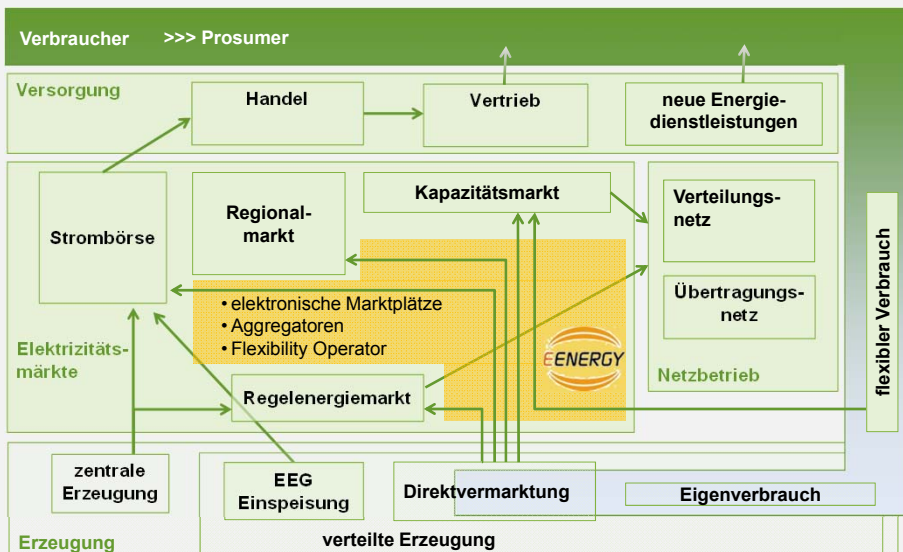 Verbraucher >>> Prosumer
Versorgung
Handel
Vertrieb
neue Energie-
dienstleistungen
Strombörse
Regional-
markt
Kapazitätsmarkt
Verteilungs-
netz
Übertragungs-
netz
Netzbetrieb
flexibler Verbrauch
• elektronische Marktplätze
• Aggregatoren
• Flexibility Operator
EENERGY
Elektrizitäts-
märkte
Regelenergiemarkt
zentrale
Erzeugung
EEG
Einspeisung
Direktvermarktung
Eigenverbrauch
Erzeugung
verteilte Erzeugung